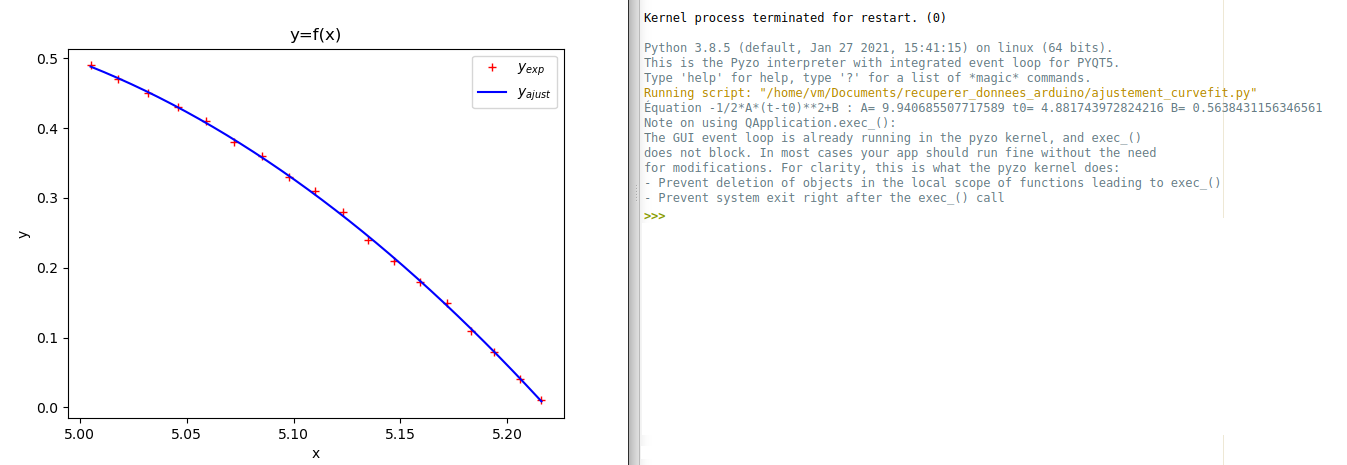 y=f(x)
y_exp
y_ajust
0.5
0.4
0.3
0.2
0.1
0.0
y
5.00 5.05 5.10 5.15 5.20
x
Kernel process terminated for restart. (0)
Python 3.8.5 (default, Jan 27 2021, 15:41:15) on linux (64 bits).
This is the Pyzo interpreter with integrated event loop for PYQT5.
Type 'help' for help, type '?' for a list of *magic* commands.
Running script: "/home/vm/Documents/recuperer_donnees_arduino/ajustement_curvefit.py"
Équation -1/2*A*(t-t0)**2+B : A= 9.940685507717589 t0= 4.881743972824216 B= 0.5638431156346561
Note on using QApplication.exec_():
The GUI event loop is already running in the pyzo kernel, and exec_()
does not block. In most cases your app should run fine without the need
for modifications. For clarity, this is what the pyzo kernel does:
- Prevent deletion of objects in the local scope of functions leading to exec_()
- Prevent system exit right after the exec_() call
>>>